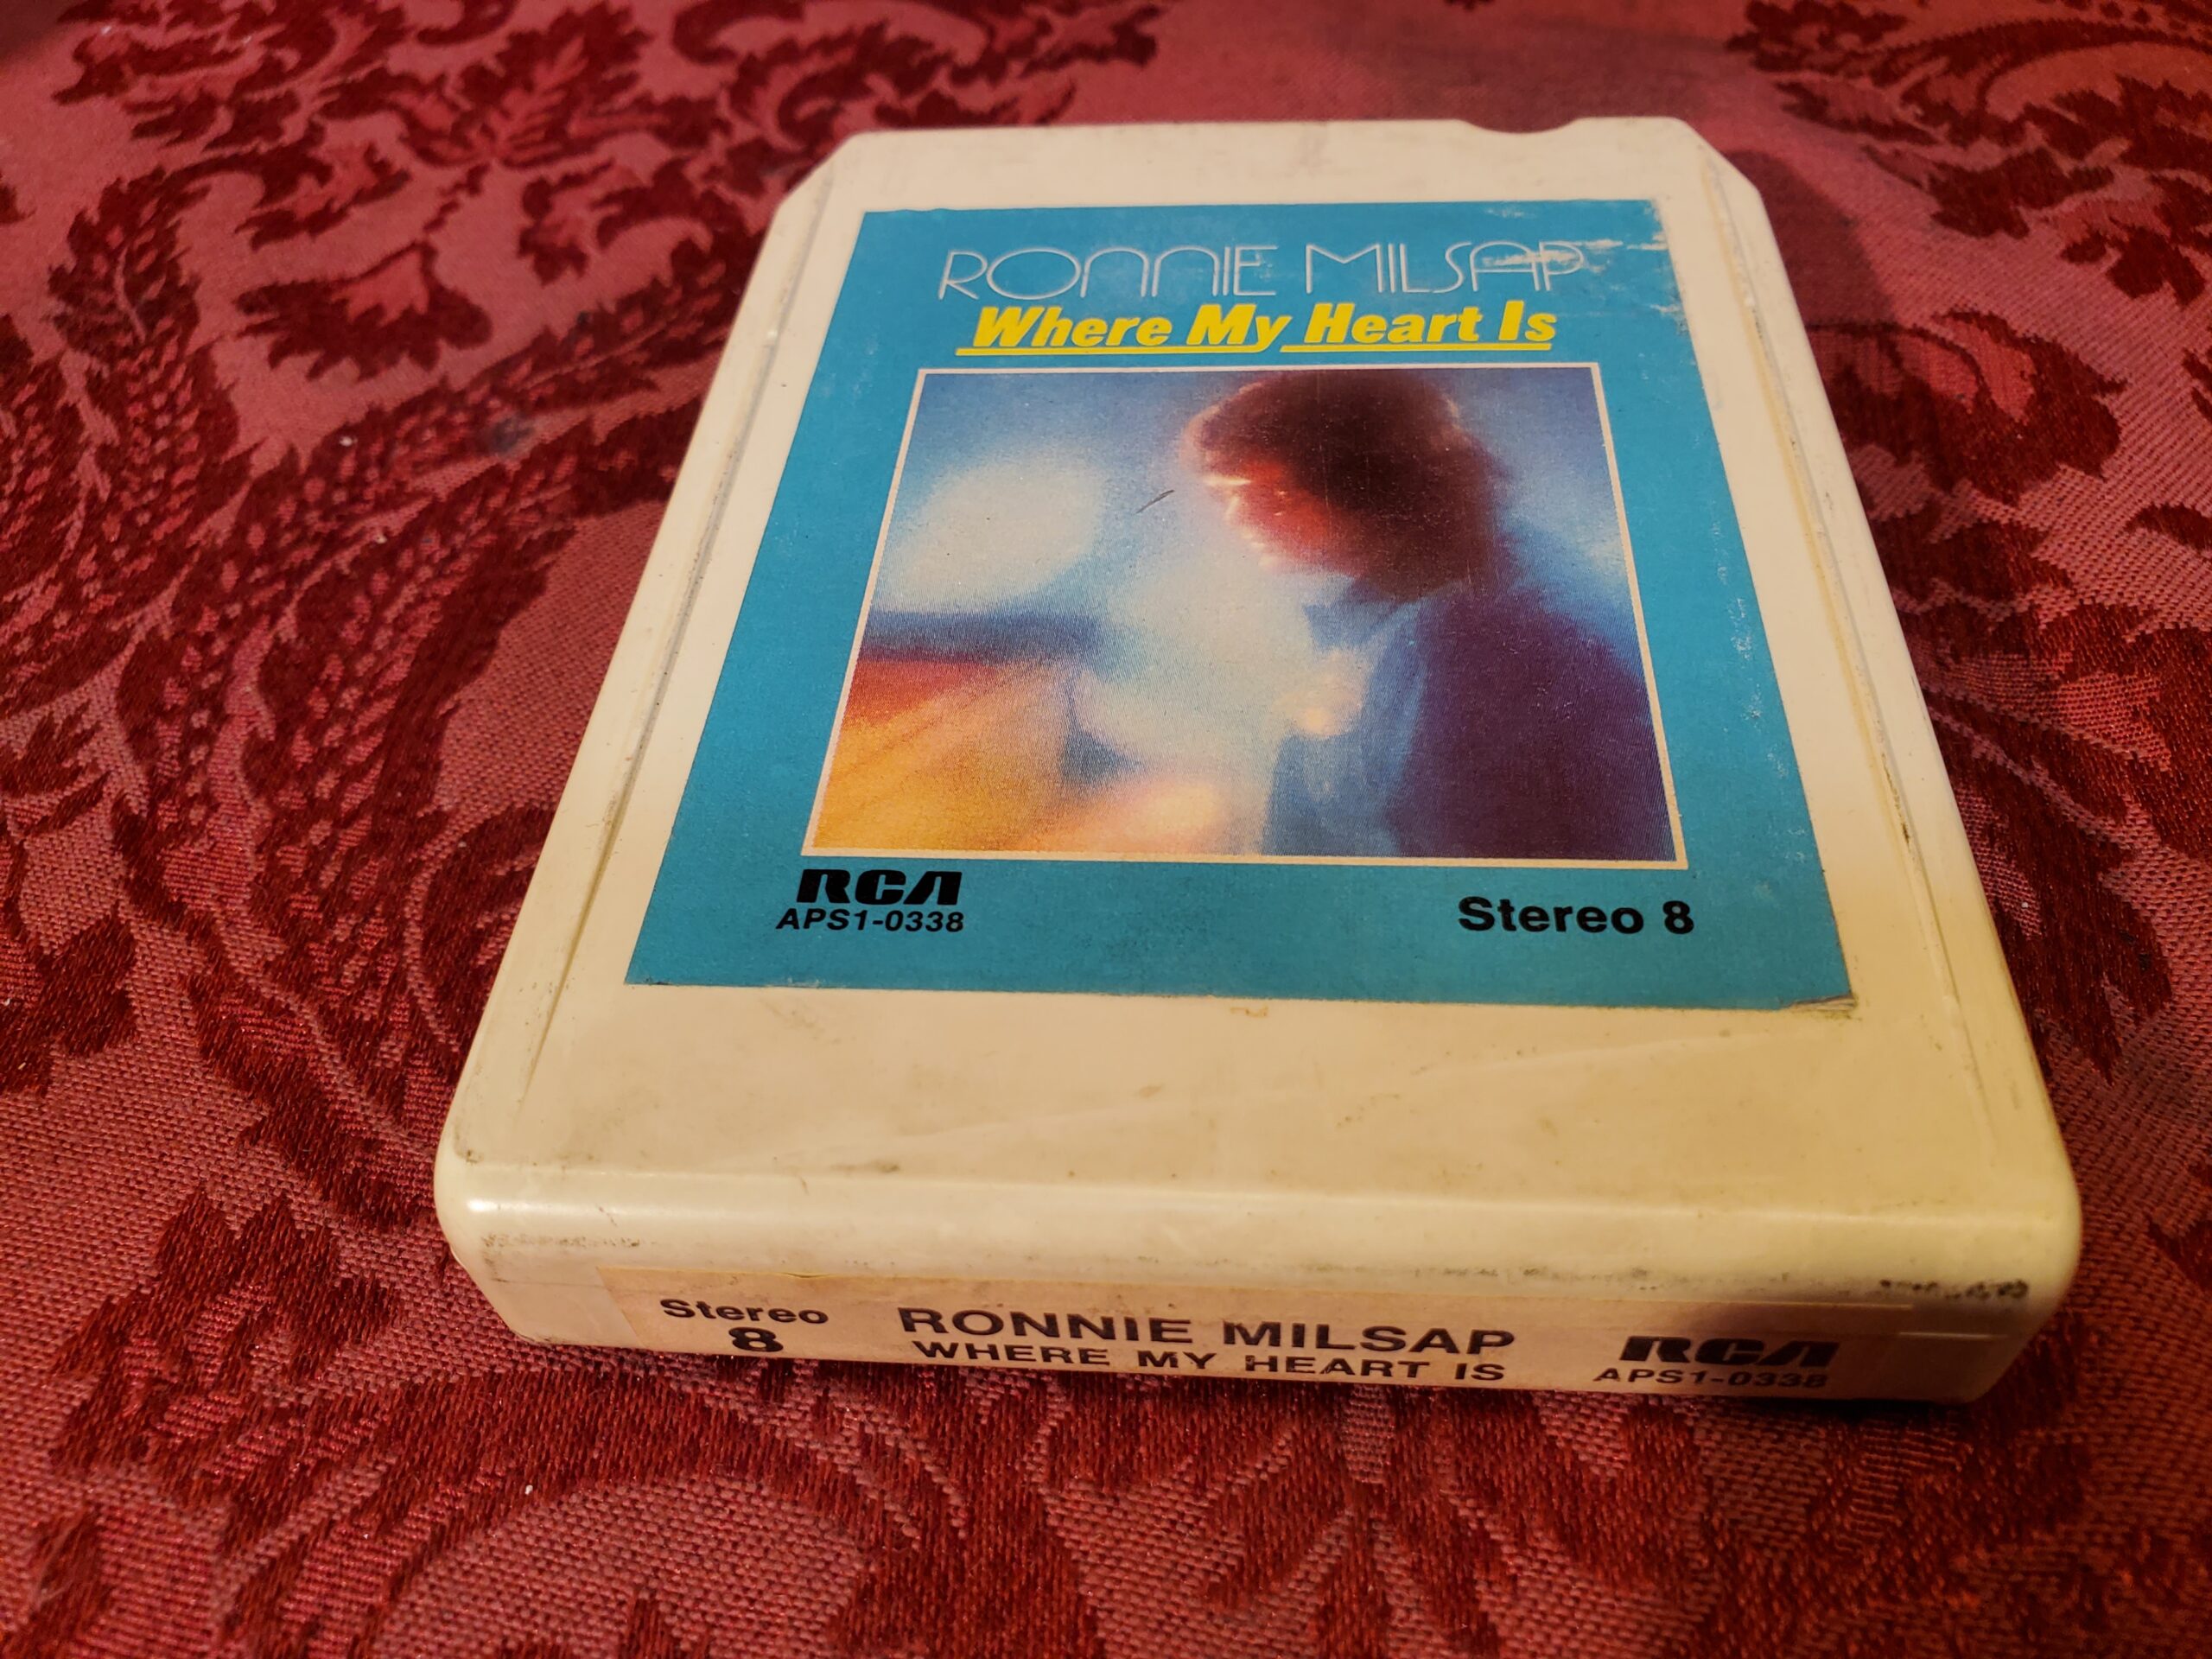 RONNIE MILSAP
Where My Heart Is
RCA
APS1-0338
Stereo 8
Stereo
8
RONNIE MILSAP
WHERE MY HEART IS
RCA
APS1-0338